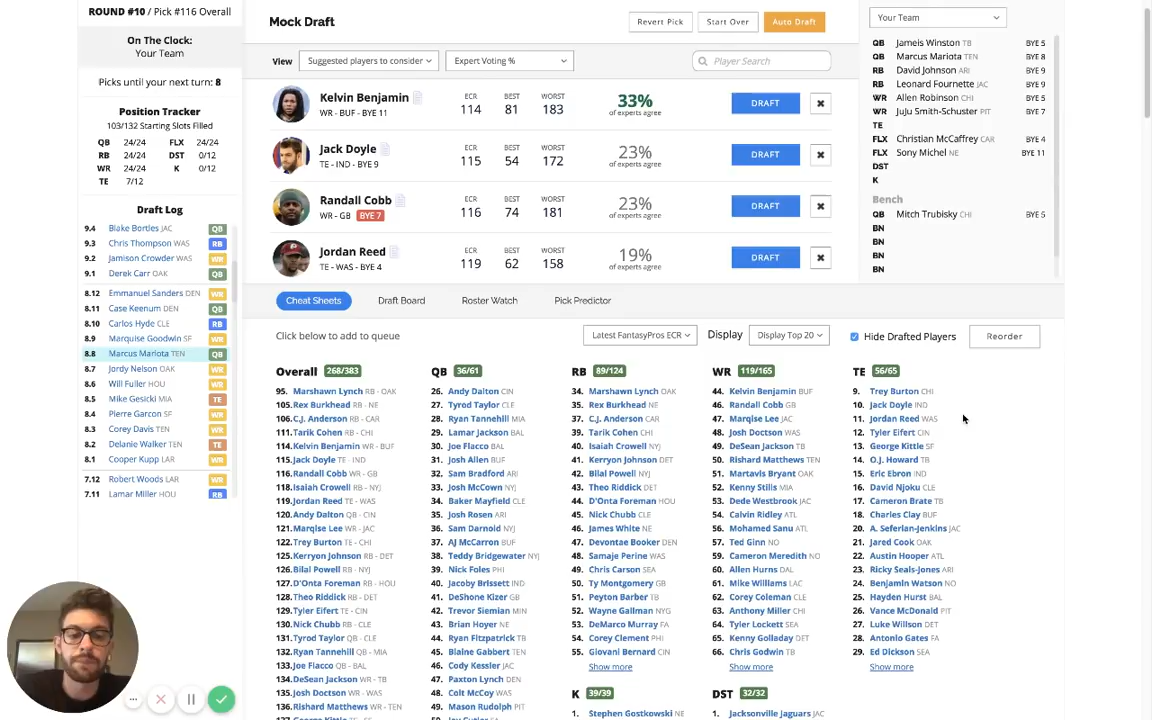 ROUND #10 / Pick #116 Overall
On The Clock:
Your Team
Picks until your next turn: 8
Position Tracker
103/132 Starting Slots Filled
QB 24/24 FLX 24/24
RB 24/24 DST 0/12
WR 24/24 K 0/12
TE 7/12
Draft Log
9.4 Blake Bortles JAC QB
9.3 Chris Thompson WAS RB
9.2 Jamison Crowder WAS WR
9.1 Derek Carr OAK QB
8.12 Emmanuel Sanders DEN WR
8.11 Case Keenum DEN QB
8.10 Carlos Hyde CLE RB
8.9 Marquise Goodwin SF WR
8.8 Marcus Mariota TEN QB
8.7 Jordy Nelson OAK WR
8.6 Will Fuller HOU WR
8.5 Mike Gesicki MIA TE
8.4 Pierre Garcon SF WR
8.3 Corey Davis TEN WR
8.2 Delanie Walker TEN TE
8.1 Cooper Kupp LAR WR
7.12 Robert Woods LAR WR
7.11 Lamar Miller HOU RB
Mock Draft
Revert Pick Start Over Auto Draft
View Suggested players to consider Expert Voting % Player Search
Kelvin Benjamin ECR BEST WORST 33%
WR - BUF - BYE 11 114 81 183 of experts agree DRAFT
Jack Doyle ECR BEST WORST 23%
TE - IND - BYE 9 115 54 172 of experts agree DRAFT
Randall Cobb ECR BEST WORST 23%
WR - GB BYE 7 116 74 181 of experts agree DRAFT
Jordan Reed ECR BEST WORST 19%
TE - WAS - BYE 4 119 62 158 of experts agree DRAFT
Your Team
QB Jameis Winston TB BYE 5
QB Marcus Mariota TEN BYE 8
RB David Johnson ARI BYE 9
RB Leonard Fournette JAC BYE 9
WR Allen Robinson CHI BYE 5
WR JuJu Smith-Schuster PIT BYE 7
TE
FLX Christian McCaffrey CAR BYE 4
FLX Sony Michel NE BYE 11
DST
K
Bench
QB Mitch Trubisky CHI BYE 5
BN
BN
BN
BN
Cheat Sheets Draft Board Roster Watch Pick Predictor
Click below to add to queue Latest FantasyPros ECR Display Display Top 20 Hide Drafted Players Reorder
Overall 268/383
95. Marshawn Lynch RB - OAK
105. Rex Burkhead RB - NE
106. C.J. Anderson RB - CAR
111. Tarik Cohen RB - CHI
114. Kelvin Benjamin WR - BUF
115. Jack Doyle TE - IND
116. Randall Cobb WR - GB
118. Isaiah Crowell RB - NYJ
119. Jordan Reed TE - WAS
120. Andy Dalton QB - CIN
121. Marqise Lee WR - JAC
122. Trey Burton TE - CHI
125. Kerryon Johnson RB - DET
126. Bilal Powell RB - NYJ
127. D'Onta Foreman RB - HOU
128. Theo Riddick RB - DET
129. Tyler Eifert TE - CIN
130. Nick Chubb RB - CLE
131. Tyrod Taylor QB - CLE
132. Ryan Tannehill QB - MIA
133. Joe Flacco QB - BAL
134. DeSean Jackson WR - TB
135. Josh Doctson WR - WAS
136. Rishard Matthews WR - TEN
137. George Kittle TE - SF
QB 36/61
26. Andy Dalton CIN
27. Tyrod Taylor CLE
28. Ryan Tannehill MIA
29. Lamar Jackson BAL
30. Joe Flacco BAL
31. Josh Allen BUF
32. Sam Bradford ARI
33. Josh McCown NYJ
34. Baker Mayfield CLE
35. Josh Rosen ARI
36. Sam Darnold NYJ
37. AJ McCarron BUF
38. Teddy Bridgewater NYJ
39. Nick Foles PHI
40. Jacoby Brissett IND
41. DeShone Kizer GB
42. Trevor Siemian MIN
43. Brian Hoyer NE
44. Ryan Fitzpatrick TB
45. Blaine Gabbert TEN
46. Cody Kessler JAC
47. Paxton Lynch DEN
48. Colt McCoy WAS
49. Mason Rudolph PIT
50. Jay Cutler
RB 89/124
34. Marshawn Lynch OAK
35. Rex Burkhead NE
37. C.J. Anderson CAR
39. Tarik Cohen CHI
40. Isaiah Crowell NYJ
41. Kerryon Johnson DET
42. Bilal Powell NYJ
43. Theo Riddick DET
44. D'Onta Foreman HOU
45. Nick Chubb CLE
46. James White NE
47. Devontae Booker DEN
48. Samaje Perine WAS
49. Chris Carson SEA
50. Ty Montgomery GB
51. Peyton Barber TB
52. Wayne Gallman NYG
53. DeMarco Murray FA
54. Corey Clement PHI
55. Giovani Bernard CIN
Show more
K 39/39
1. Stephen Gostkowski NE
WR 119/165
44. Kelvin Benjamin BUF
46. Randall Cobb GB
47. Marqise Lee JAC
48. Josh Doctson WAS
49. DeSean Jackson TB
50. Rishard Matthews TEN
51. Martavis Bryant OAK
52. Kenny Stills MIA
53. Dede Westbrook JAC
54. Calvin Ridley ATL
56. Mohamed Sanu ATL
57. Ted Ginn NO
59. Cameron Meredith NO
60. Allen Hurns DAL
61. Mike Williams LAC
62. Corey Coleman CLE
63. Anthony Miller CHI
64. Tyler Lockett SEA
65. Kenny Golladay DET
66. Chris Godwin TB
Show more
DST 32/32
1. Jacksonville Jaguars JAC
TE 56/65
9. Trey Burton CHI
10. Jack Doyle IND
11. Jordan Reed WAS
12. Tyler Eifert CIN
13. George Kittle SF
14. O.J. Howard TB
15. Eric Ebron IND
16. David Njoku CLE
17. Cameron Brate TB
18. Charles Clay BUF
20. A. Seferian-Jenkins JAC
21. Jared Cook OAK
22. Austin Hooper ATL
23. Ricky Seals-Jones ARI
24. Benjamin Watson NO
25. Hayden Hurst BAL
26. Vance McDonald PIT
27. Luke Willson DET
28. Antonio Gates FA
29. Ed Dickson SEA
Show more